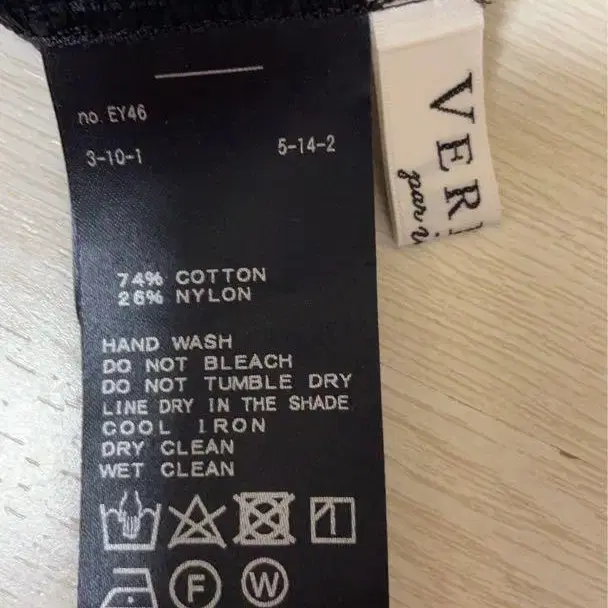 no. EY46
3-10-1 5-14-2
74% COTTON
26% NYLON
HAND WASH
DO NOT BLEACH
DO NOT TUMBLE DRY
LINE DRY IN THE SHADE
COOL IRON
DRY CLEAN
WET CLEAN
F W
VER
par